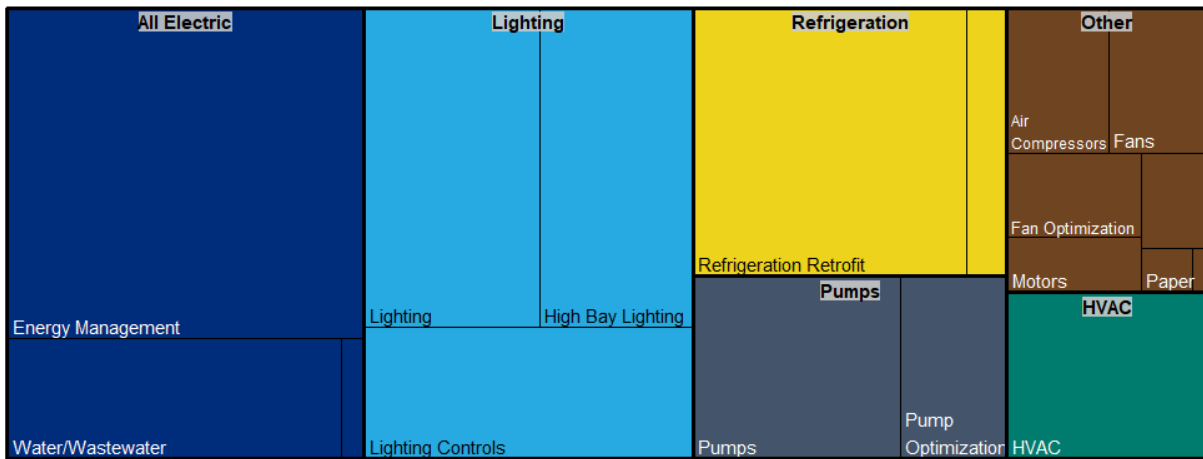 All Electric
Energy Management
Water/Wastewater
Lighting
Lighting
High Bay Lighting
Lighting Controls
Refrigeration
Refrigeration Retrofit
Pumps
Pumps
Pump
Optimization
Other
Air
Compressors
Fans
Fan Optimization
Motors
Paper
HVAC
HVAC